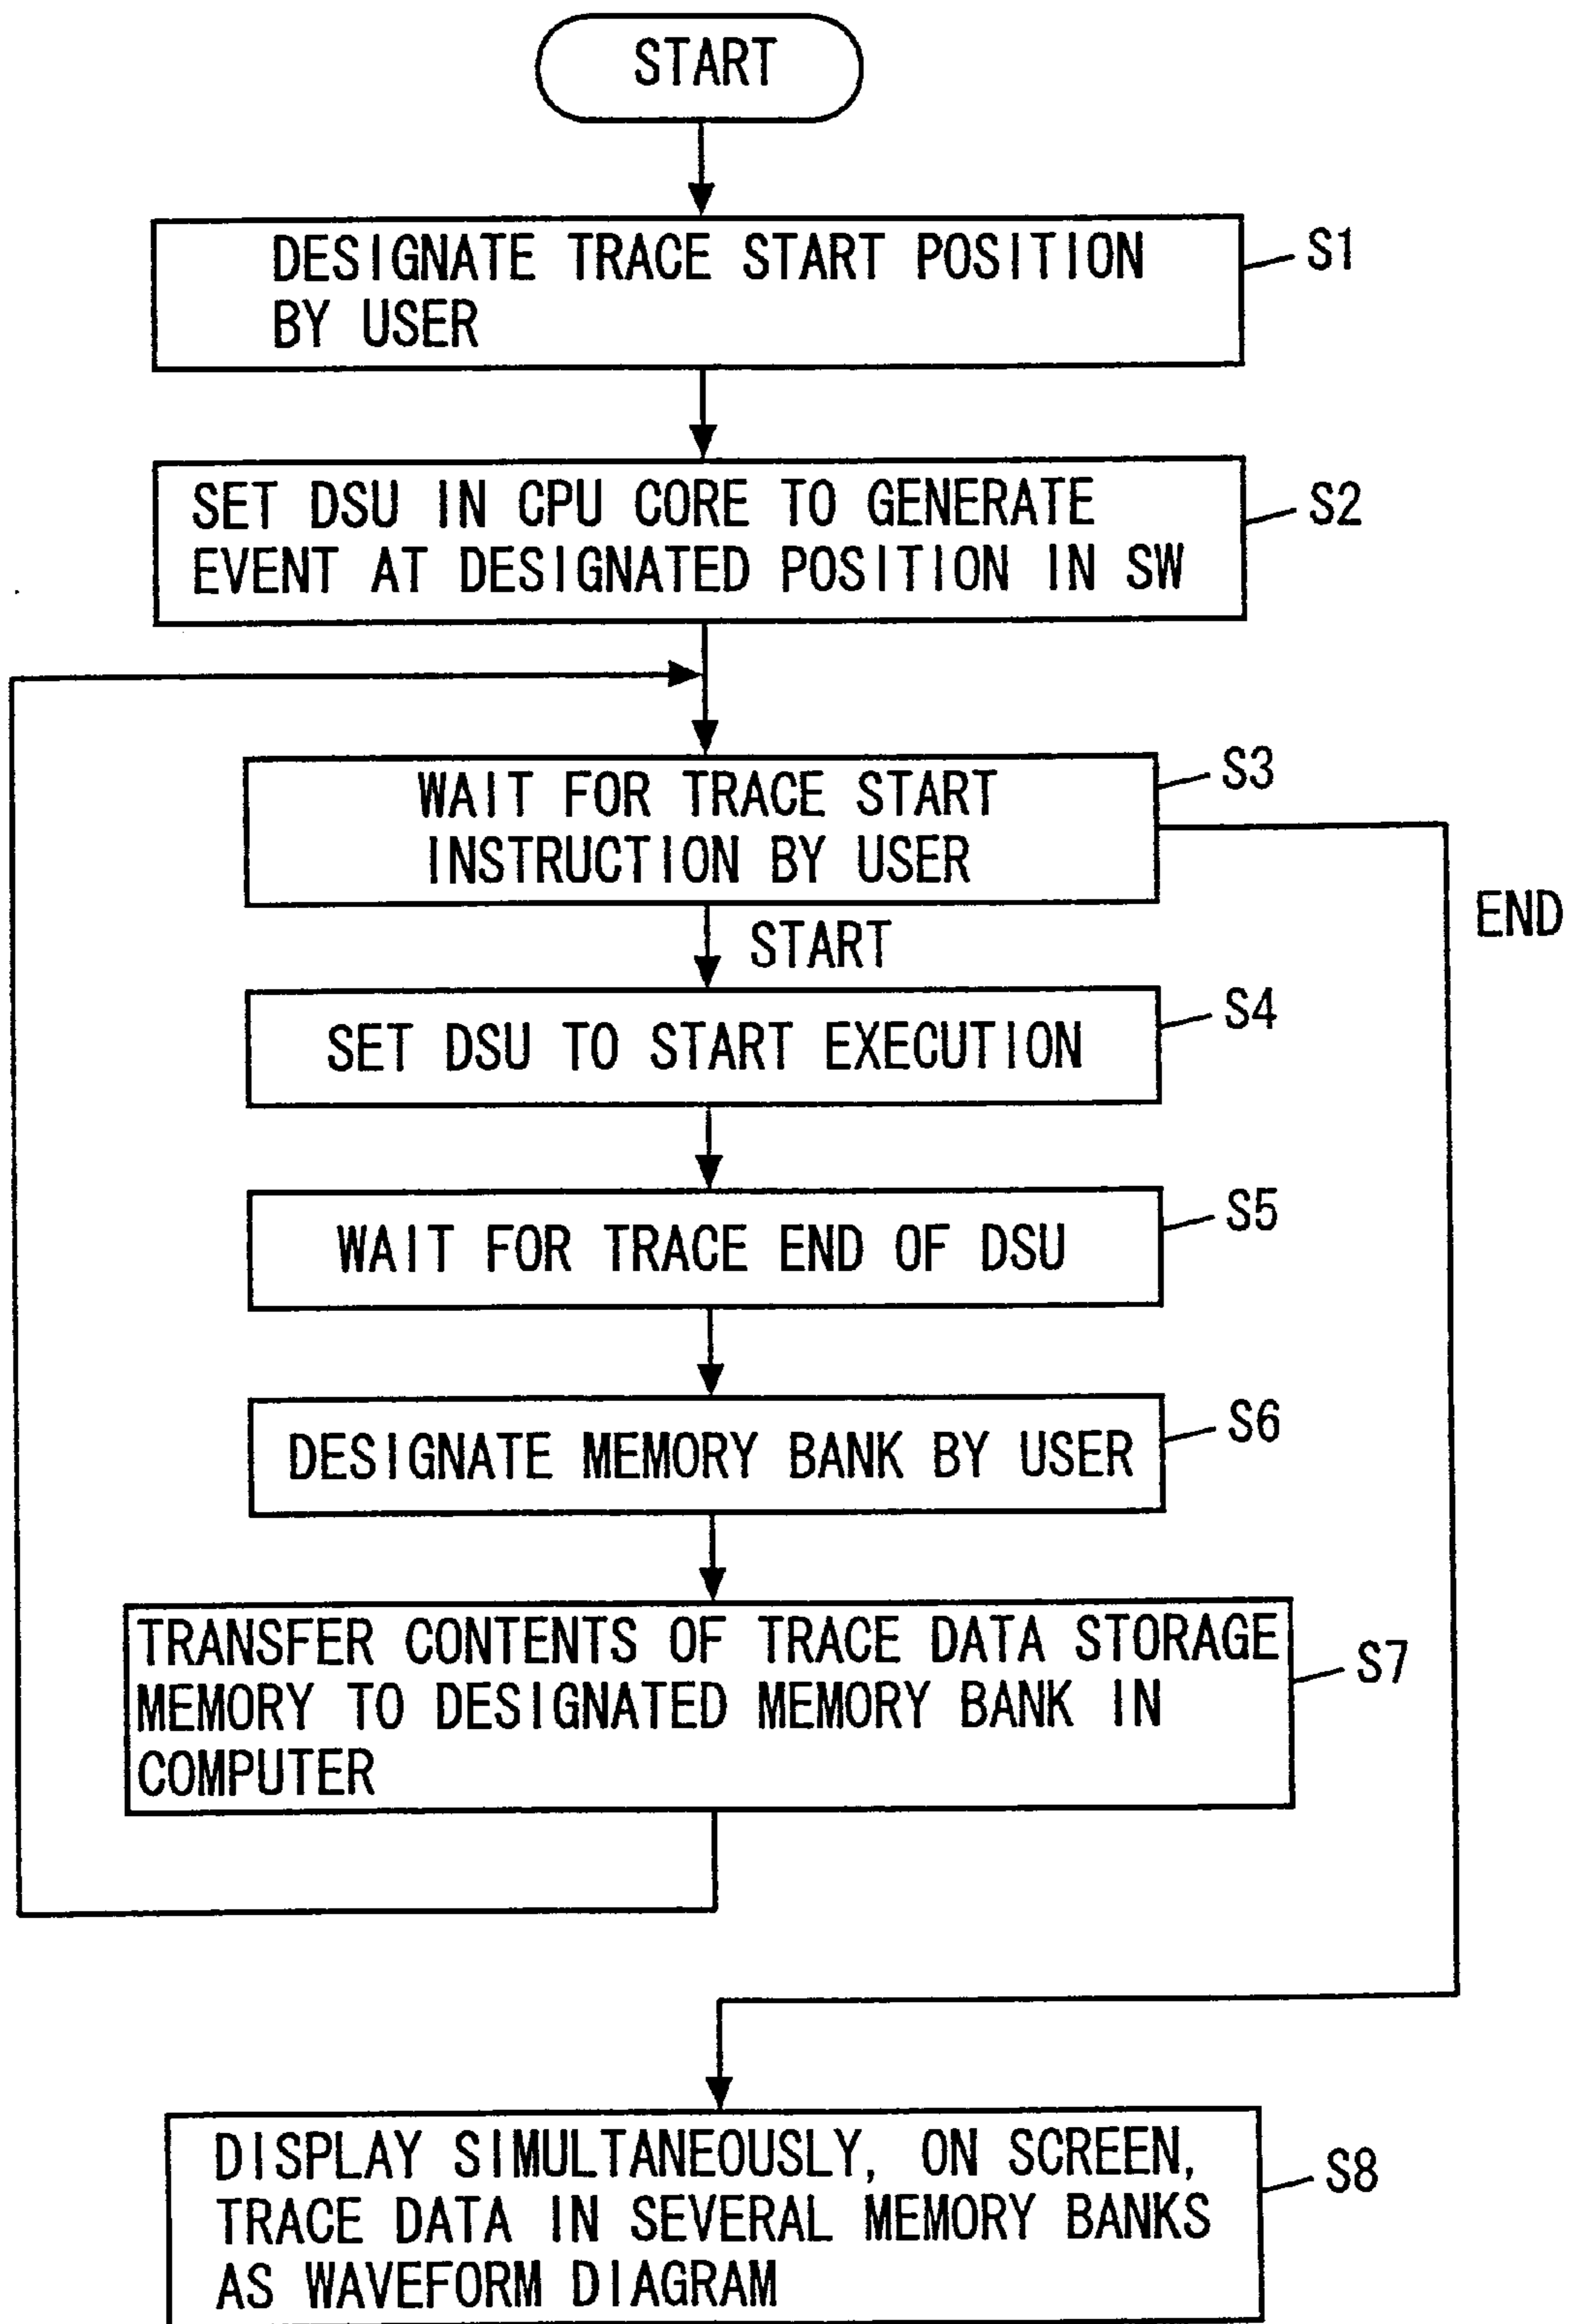 START
DESIGNATE TRACE START POSITION
BY USER
S1
SET DSU IN CPU CORE TO GENERATE
EVENT AT DESIGNATED POSITION IN SW
S2
WAIT FOR TRACE START
INSTRUCTION BY USER
S3
END
START
SET DSU TO START EXECUTION
S4
WAIT FOR TRACE END OF DSU
S5
DESIGNATE MEMORY BANK BY USER
S6
TRANSFER CONTENTS OF TRACE DATA STORAGE
MEMORY TO DESIGNATED MEMORY BANK IN
COMPUTER
S7
DISPLAY SIMULTANEOUSLY, ON SCREEN,
TRACE DATA IN SEVERAL MEMORY BANKS
AS WAVEFORM DIAGRAM
S8